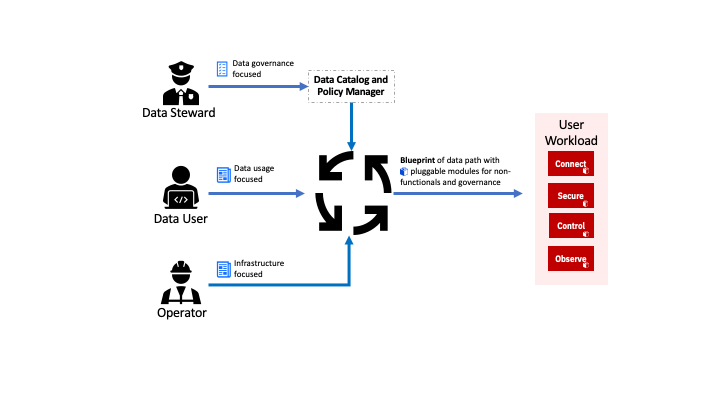 Data governance
focused
Data Steward
Data Catalog and
Policy Manager
Data usage
focused
</>
Data User
Blueprint of data path with
pluggable modules for non-
functionals and governance
Infrastructure
focused
Operator
User
Workload
Connect
Secure
Control
Observe